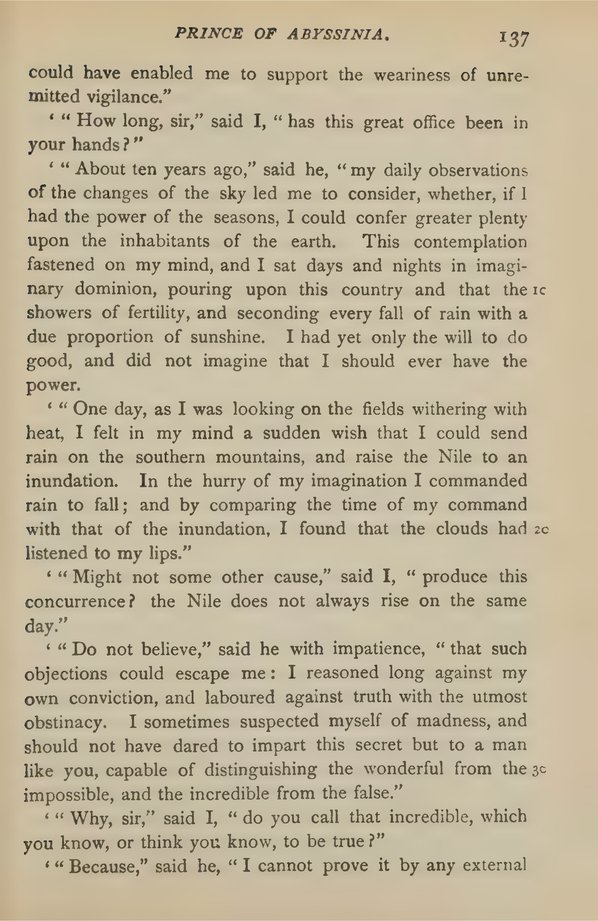 PRINCE OF ABYSSINIA. 137
could have enabled me to support the weariness of unre-
mitted vigilance.”
‘ “ How long, sir,” said I, “ has this great office been in
your hands ? ”
‘ “ About ten years ago,” said he, “ my daily observations
of the changes of the sky led me to consider, whether, if I
had the power of the seasons, I could confer greater plenty
upon the inhabitants of the earth. This contemplation
fastened on my mind, and I sat days and nights in imagi-
nary dominion, pouring upon this country and that the 10
showers of fertility, and seconding every fall of rain with a
due proportion of sunshine. I had yet only the will to do
good, and did not imagine that I should ever have the
power.
‘ “ One day, as I was looking on the fields withering with
heat, I felt in my mind a sudden wish that I could send
rain on the southern mountains, and raise the Nile to an
inundation. In the hurry of my imagination I commanded
rain to fall ; and by comparing the time of my command
with that of the inundation, I found that the clouds had 20
listened to my lips.”
‘ “ Might not some other cause,” said I, “ produce this
concurrence ? the Nile does not always rise on the same
day.”
‘ “ Do not believe,” said he with impatience, “ that such
objections could escape me : I reasoned long against my
own conviction, and laboured against truth with the utmost
obstinacy. I sometimes suspected myself of madness, and
should not have dared to impart this secret but to a man
like you, capable of distinguishing the wonderful from the 30
impossible, and the incredible from the false.”
‘ “ Why, sir,” said I, “ do you call that incredible, which
you know, or think you know, to be true ?”
‘ “ Because,” said he, “ I cannot prove it by any external